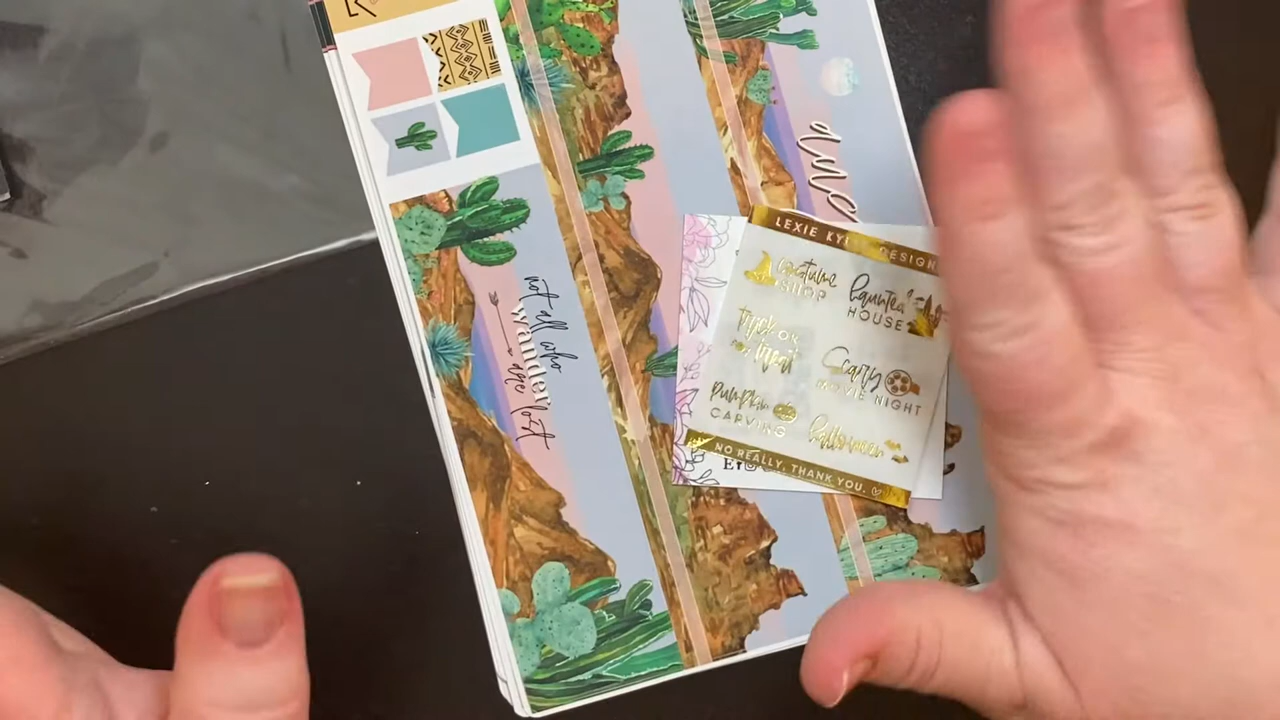 not all who
wander
are lost
LEXIE KY DESIGN
costume
SHOP
haunted
HOUSE
trick OR
treat
Scary
MOVIE NIGHT
pumpkin
CARVING
halloween
NO REALLY, THANK YOU.